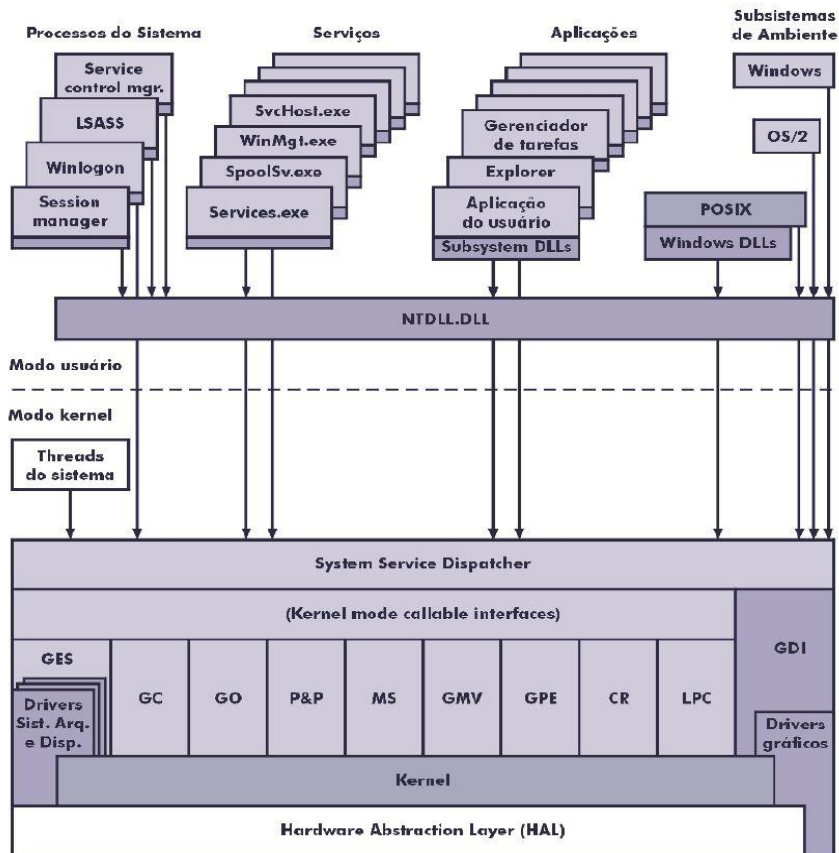 Processos do Sistema
Serviços
Aplicações
Subsistemas
de Ambiente
Service
control mgr.
LSASS
Winlogon
Session
manager
SvcHost.exe
WinMgt.exe
SpoolSv.exe
Services.exe
Gerenciador
de tarefas
Explorer
Aplicação
do usuário
Subsystem DLLs
Windows
OS/2
POSIX
Windows DLLs
NTDLL.DLL
Modo usuário
Modo kernel
Threads
do sistema
System Service Dispatcher
(Kernel mode callable interfaces)
GES
Drivers
Sist. Arq.
e Disp.
GC
GO
P&P
MS
GMV
GPE
CR
LPC
GDI
Drivers
gráficos
Kernel
Hardware Abstraction Layer (HAL)